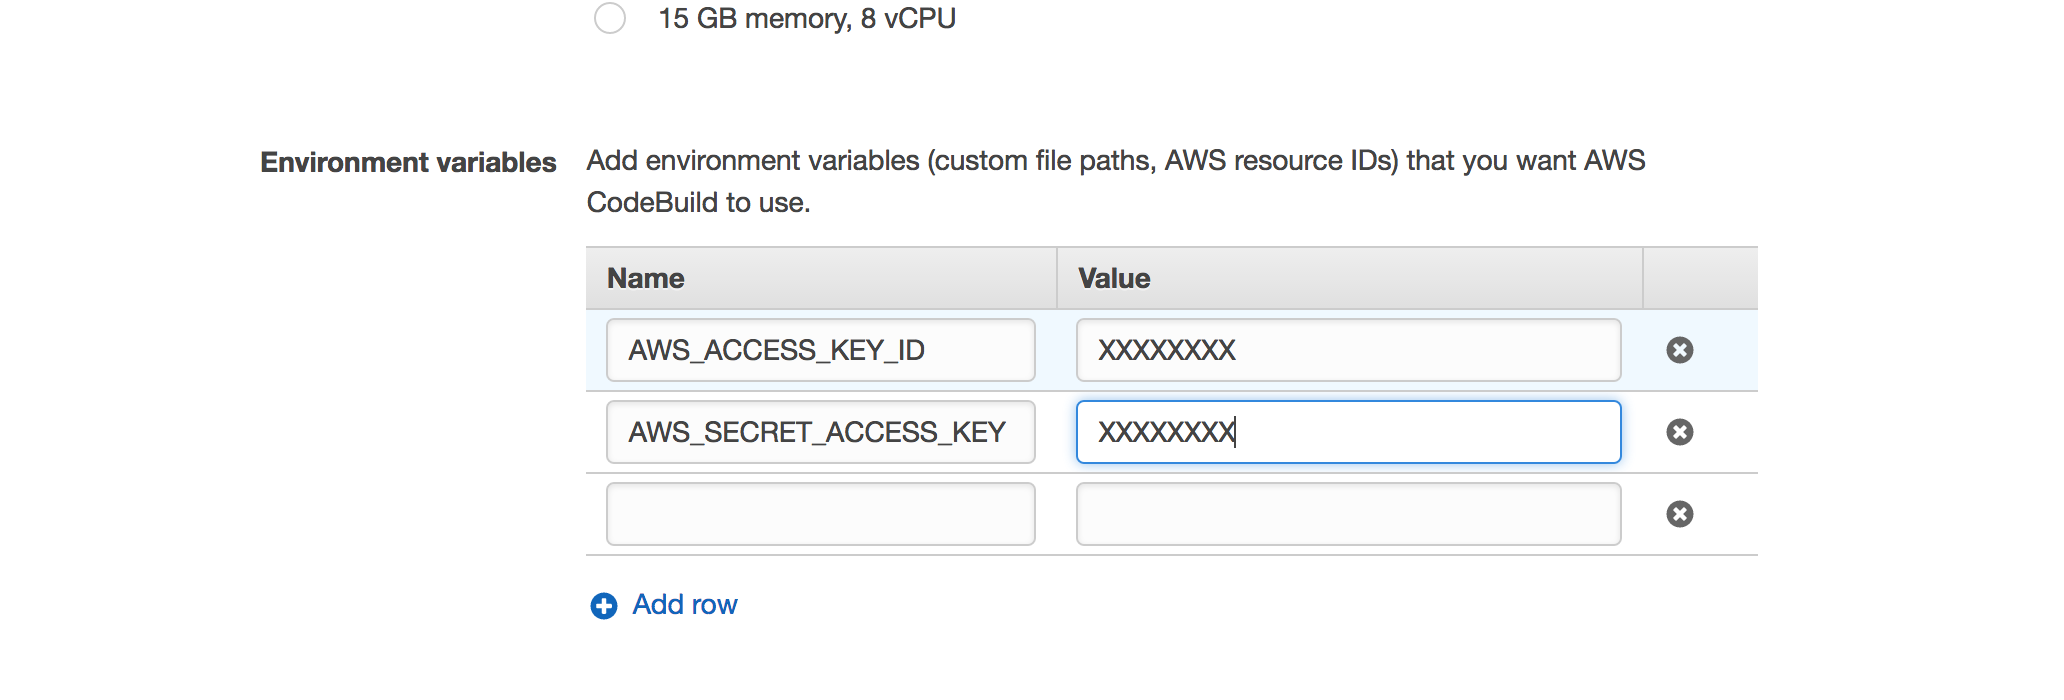 15 GB memory, 8 vCPU
Environment variables
Add environment variables (custom file paths, AWS resource IDs) that you want AWS
CodeBuild to use.
Name Value
AWS_ACCESS_KEY_ID XXXXXXXX
AWS_SECRET_ACCESS_KEY XXXXXXXX
Add row